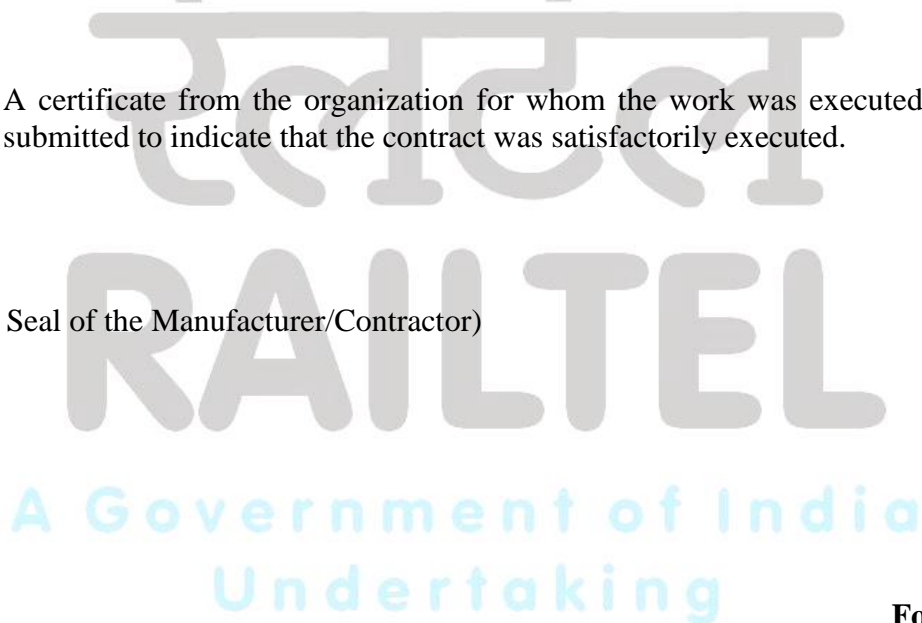 रेलटेल
A certificate from the organization for whom the work was executed
submitted to indicate that the contract was satisfactorily executed.
RAILTEL
Seal of the Manufacturer/Contractor)
A Government of India
Undertaking